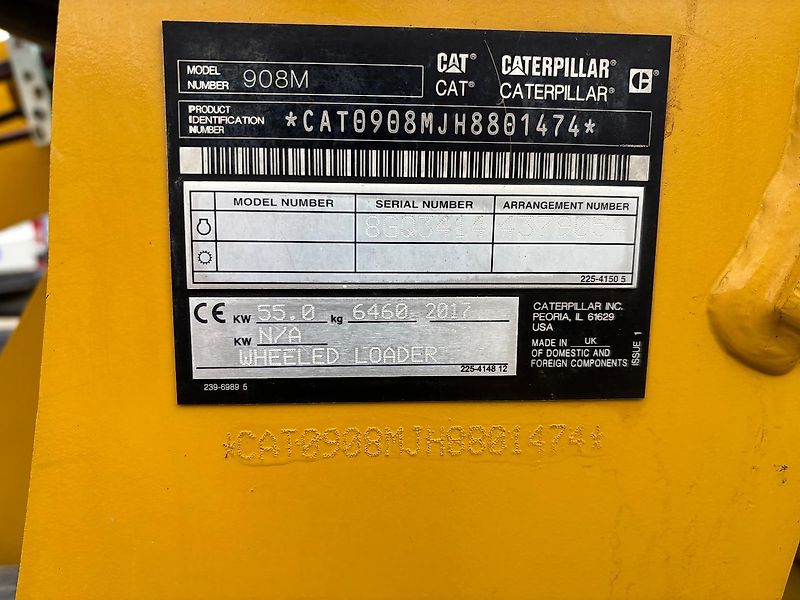 MODEL NUMBER 908M
CAT® CATERPILLAR®
CAT® CATERPILLAR®
PRODUCT IDENTIFICATION NUMBER *CAT0908MJH8801474*
MODEL NUMBER SERIAL NUMBER ARRANGEMENT NUMBER
8GQ3414
225-4150 5
CE KW 55.0 kg 6460 2017
KW N/A
WHEELED LOADER
225-4148 12
239-6989 5
CATERPILLAR INC.
PEORIA, IL 61629
USA
MADE IN UK
OF DOMESTIC AND
FOREIGN COMPONENTS
ISSUE 1
*CAT0908MJH8801474*